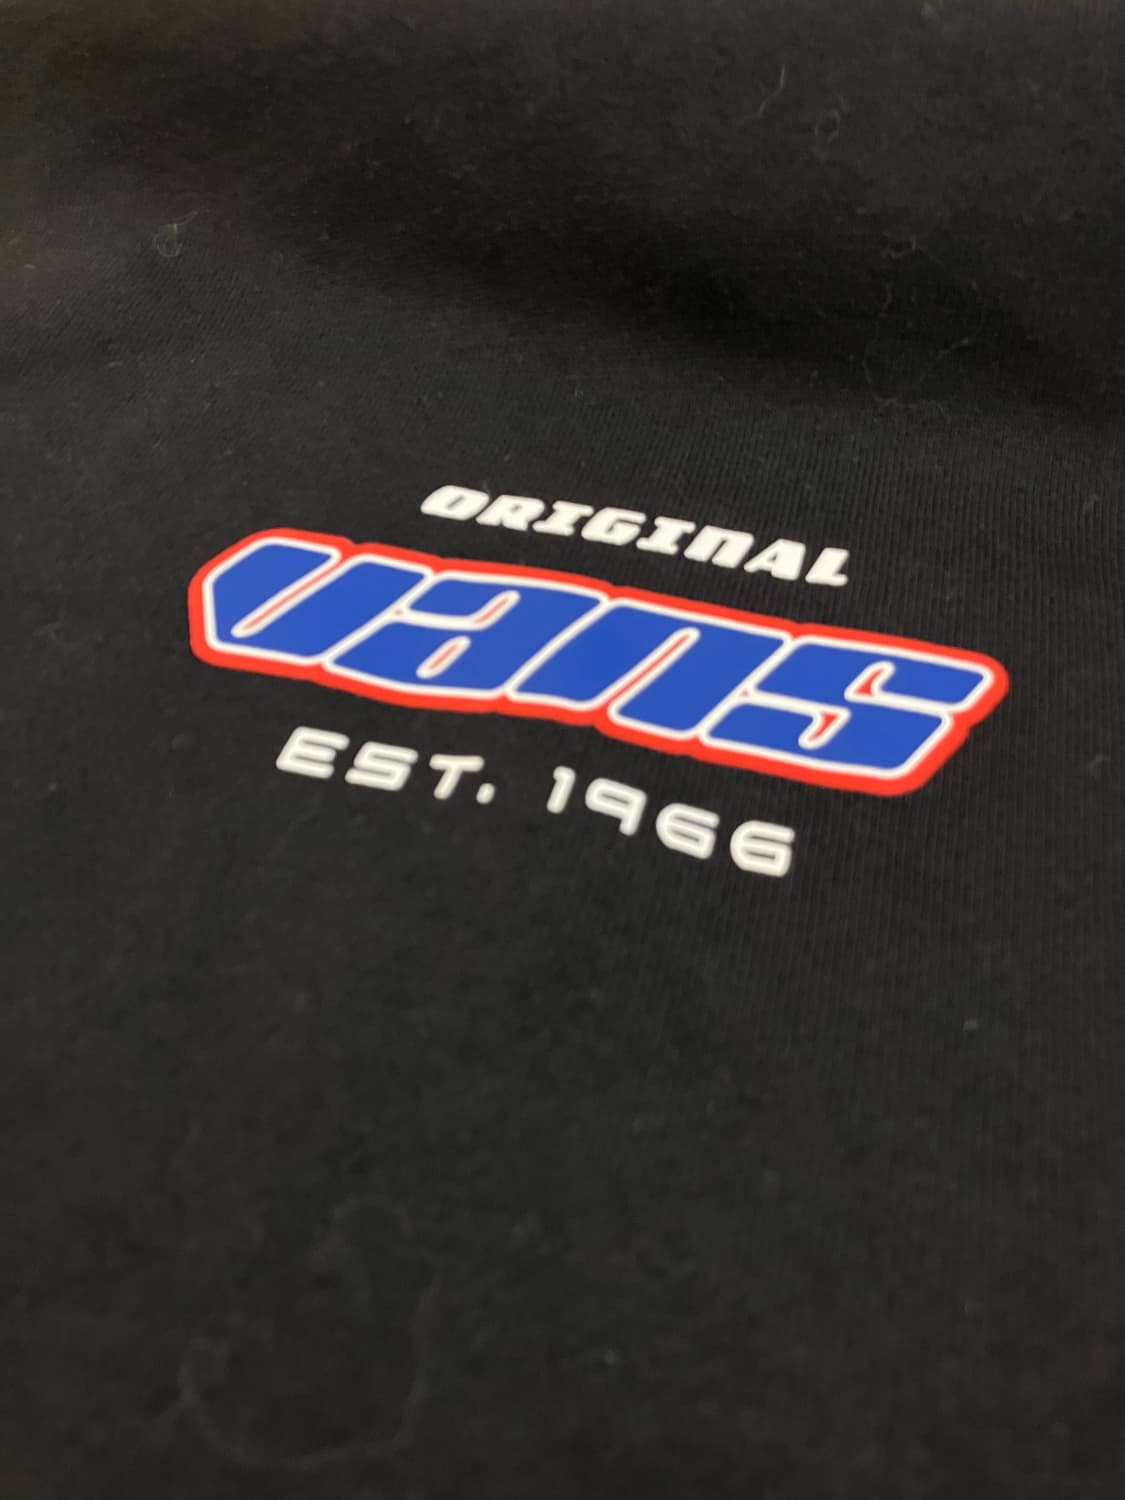 ORIGINAL
vans
EST. 1966